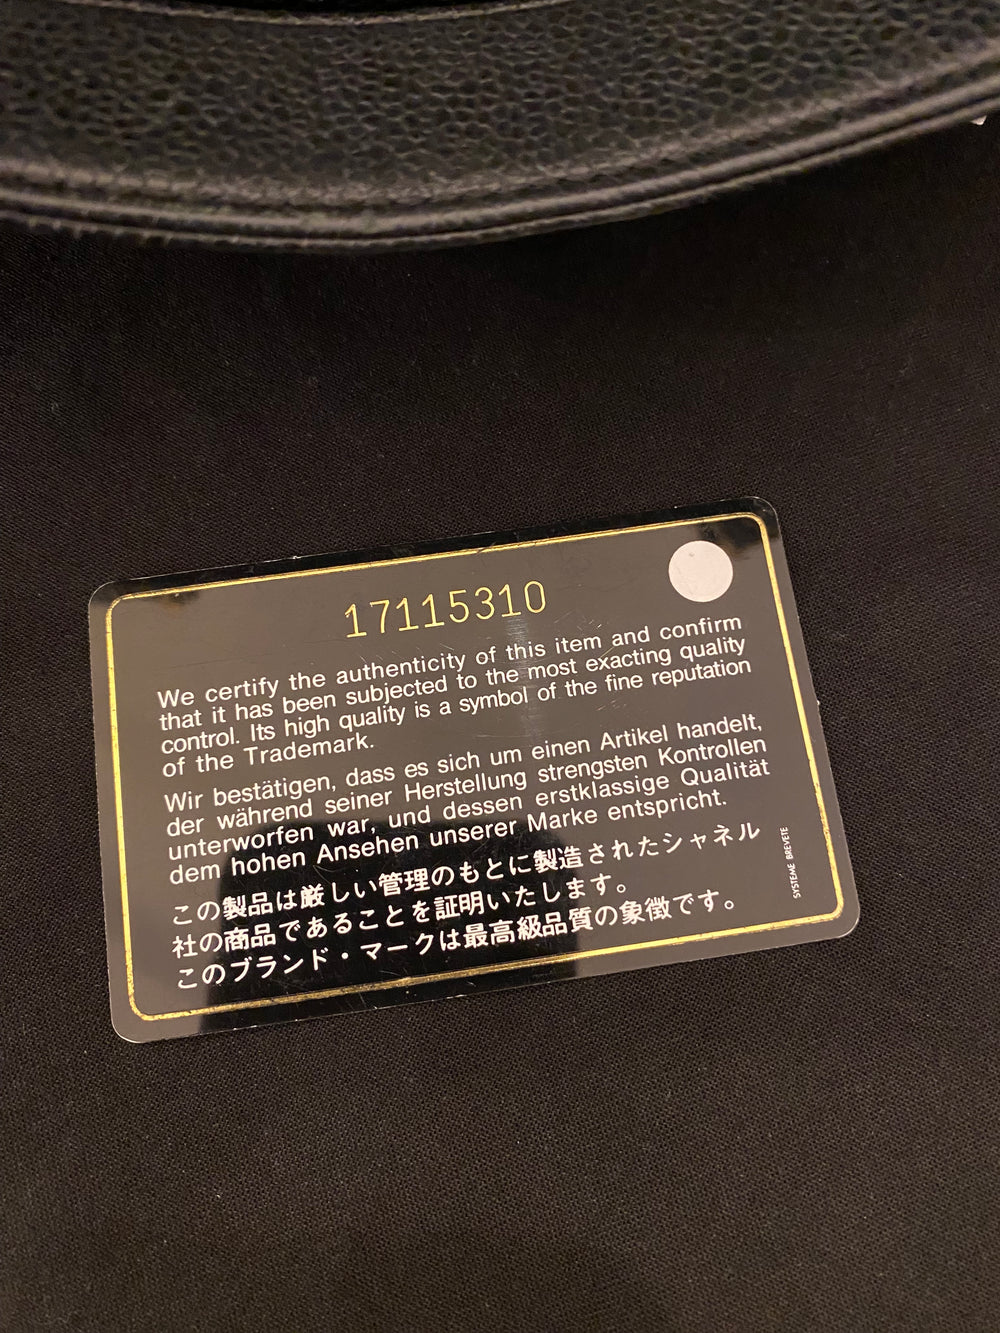 17115310
We certify the authenticity of this item and confirm
that it has been subjected to the most exacting quality
control. Its high quality is a symbol of the fine reputation
of the Trademark.
Wir bestätigen, dass es sich um einen Artikel handelt,
der während seiner Herstellung strengsten Kontrollen
unterworfen war, und dessen erstklassige Qualität
dem hohen Ansehen unserer Marke entspricht.
この製品は厳しい管理のもとに製造されたシャネル
社の商品であることを証明いたします。
このブランド・マークは最高級品質の象徴です。
SYSTEME BREVETE